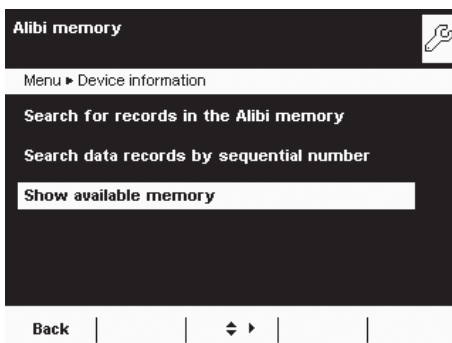 Alibi memory
Menu ▸ Device information
Search for records in the Alibi memory
Search data records by sequential number
Show available memory
Back